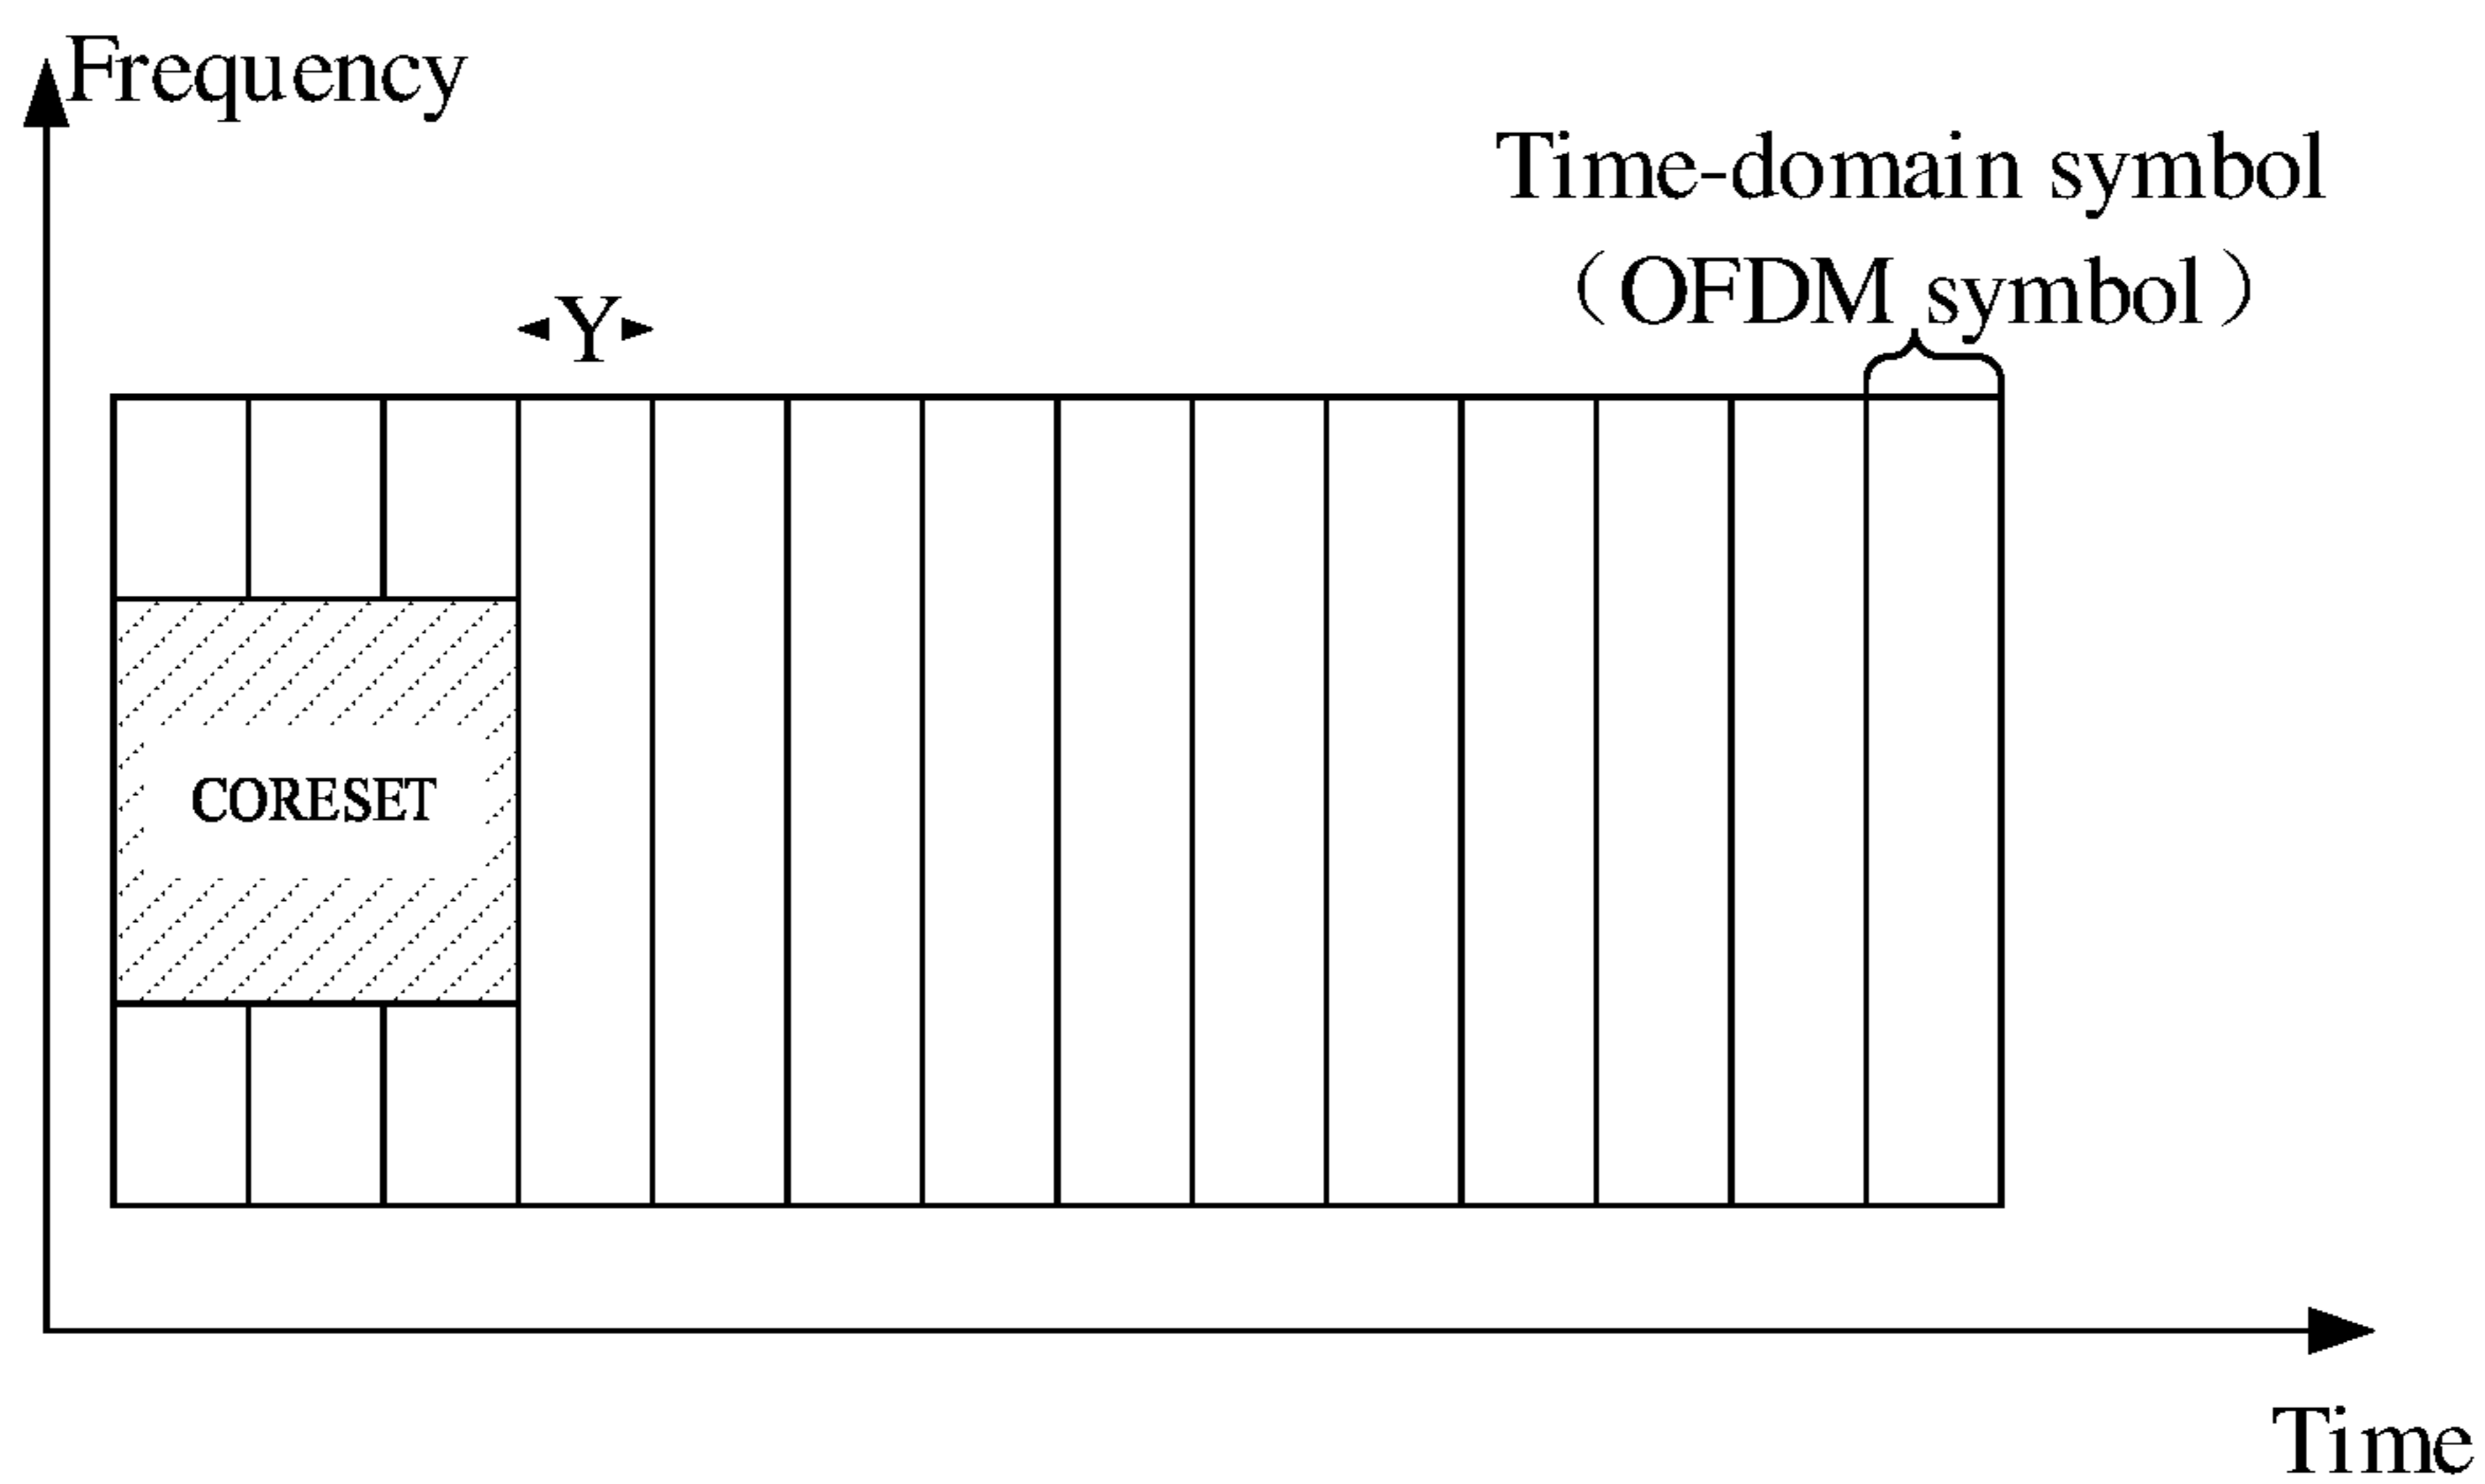 Frequency
Time-domain symbol
（OFDM symbol）
Y
CORESET
Time